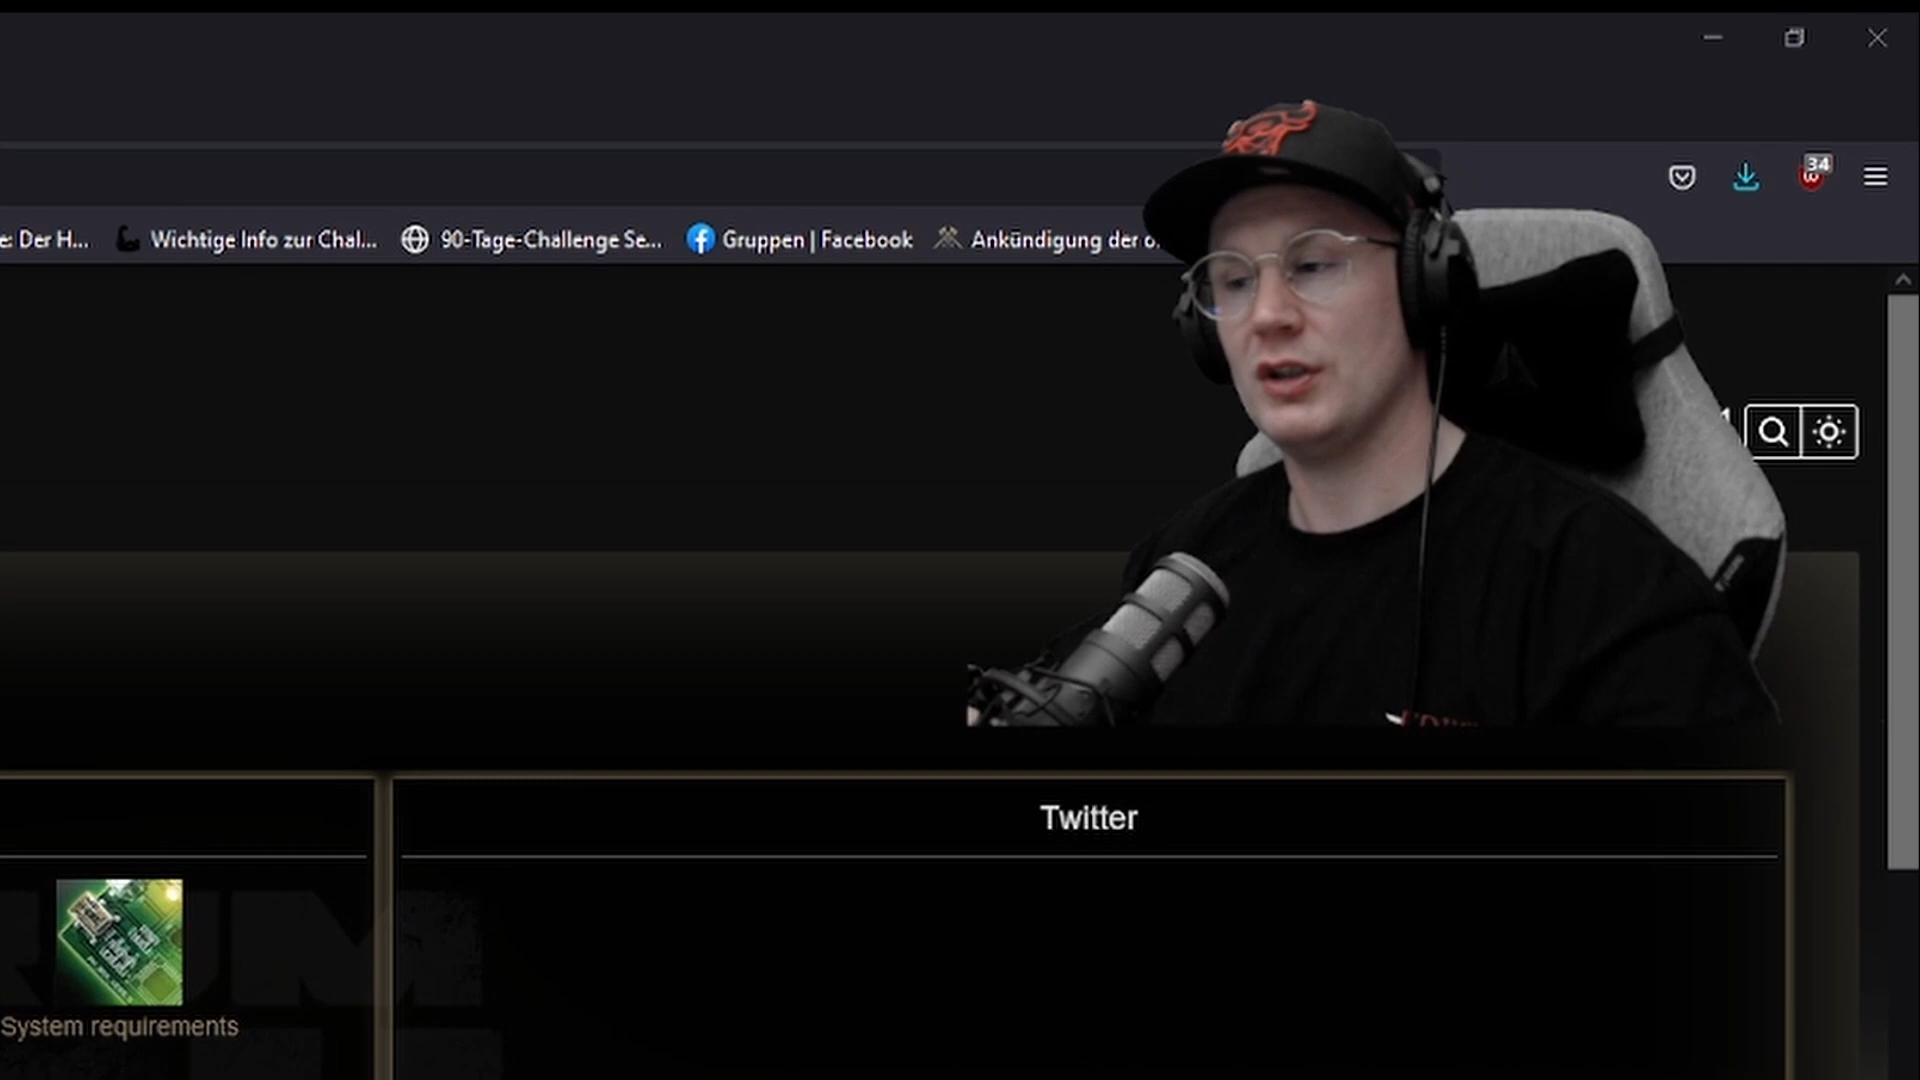 34
e: Der H...
Wichtige Info zur Chal...
90-Tage-Challenge Se...
Gruppen | Facebook
Ankündigung der
Twitter
System requirements